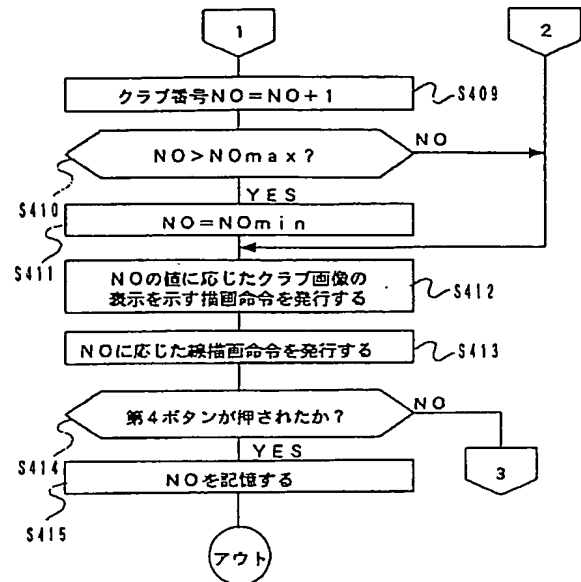 1
2
クラブ番号NO=NO+1
S409
NO>NOmax?
NO
S410
YES
NO=NOmin
S411
NOの値に応じたクラブ画像の
表示を示す描画命令を発行する
S412
NOに応じた線描画命令を発行する
S413
第4ボタンが押されたか?
NO
S414
YES
3
NOを記憶する
S415
アウト